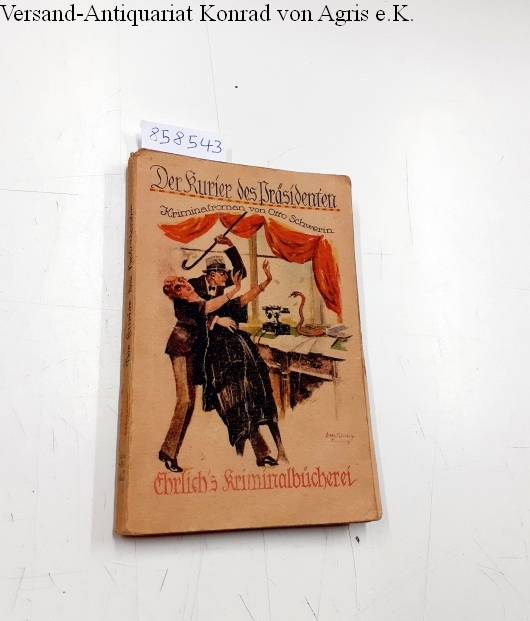 Versand-Antiquariat Konrad von Agris e.K.
858543
Der Kurier des Präsidenten
Kriminalroman von Otto Schwerin
Ehrlich's Kriminalbücherei